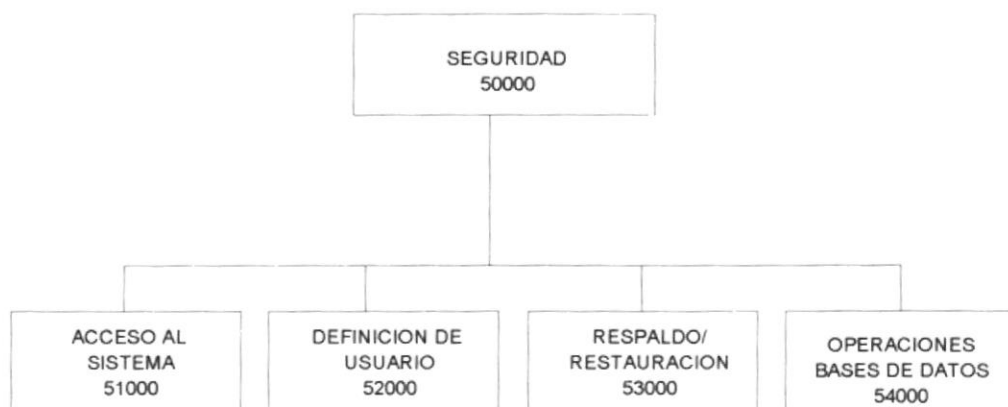 SEGURIDAD
50000
ACCESO AL
SISTEMA
51000
DEFINICION DE
USUARIO
52000
RESPALDO/
RESTAURACION
53000
OPERACIONES
BASES DE DATOS
54000